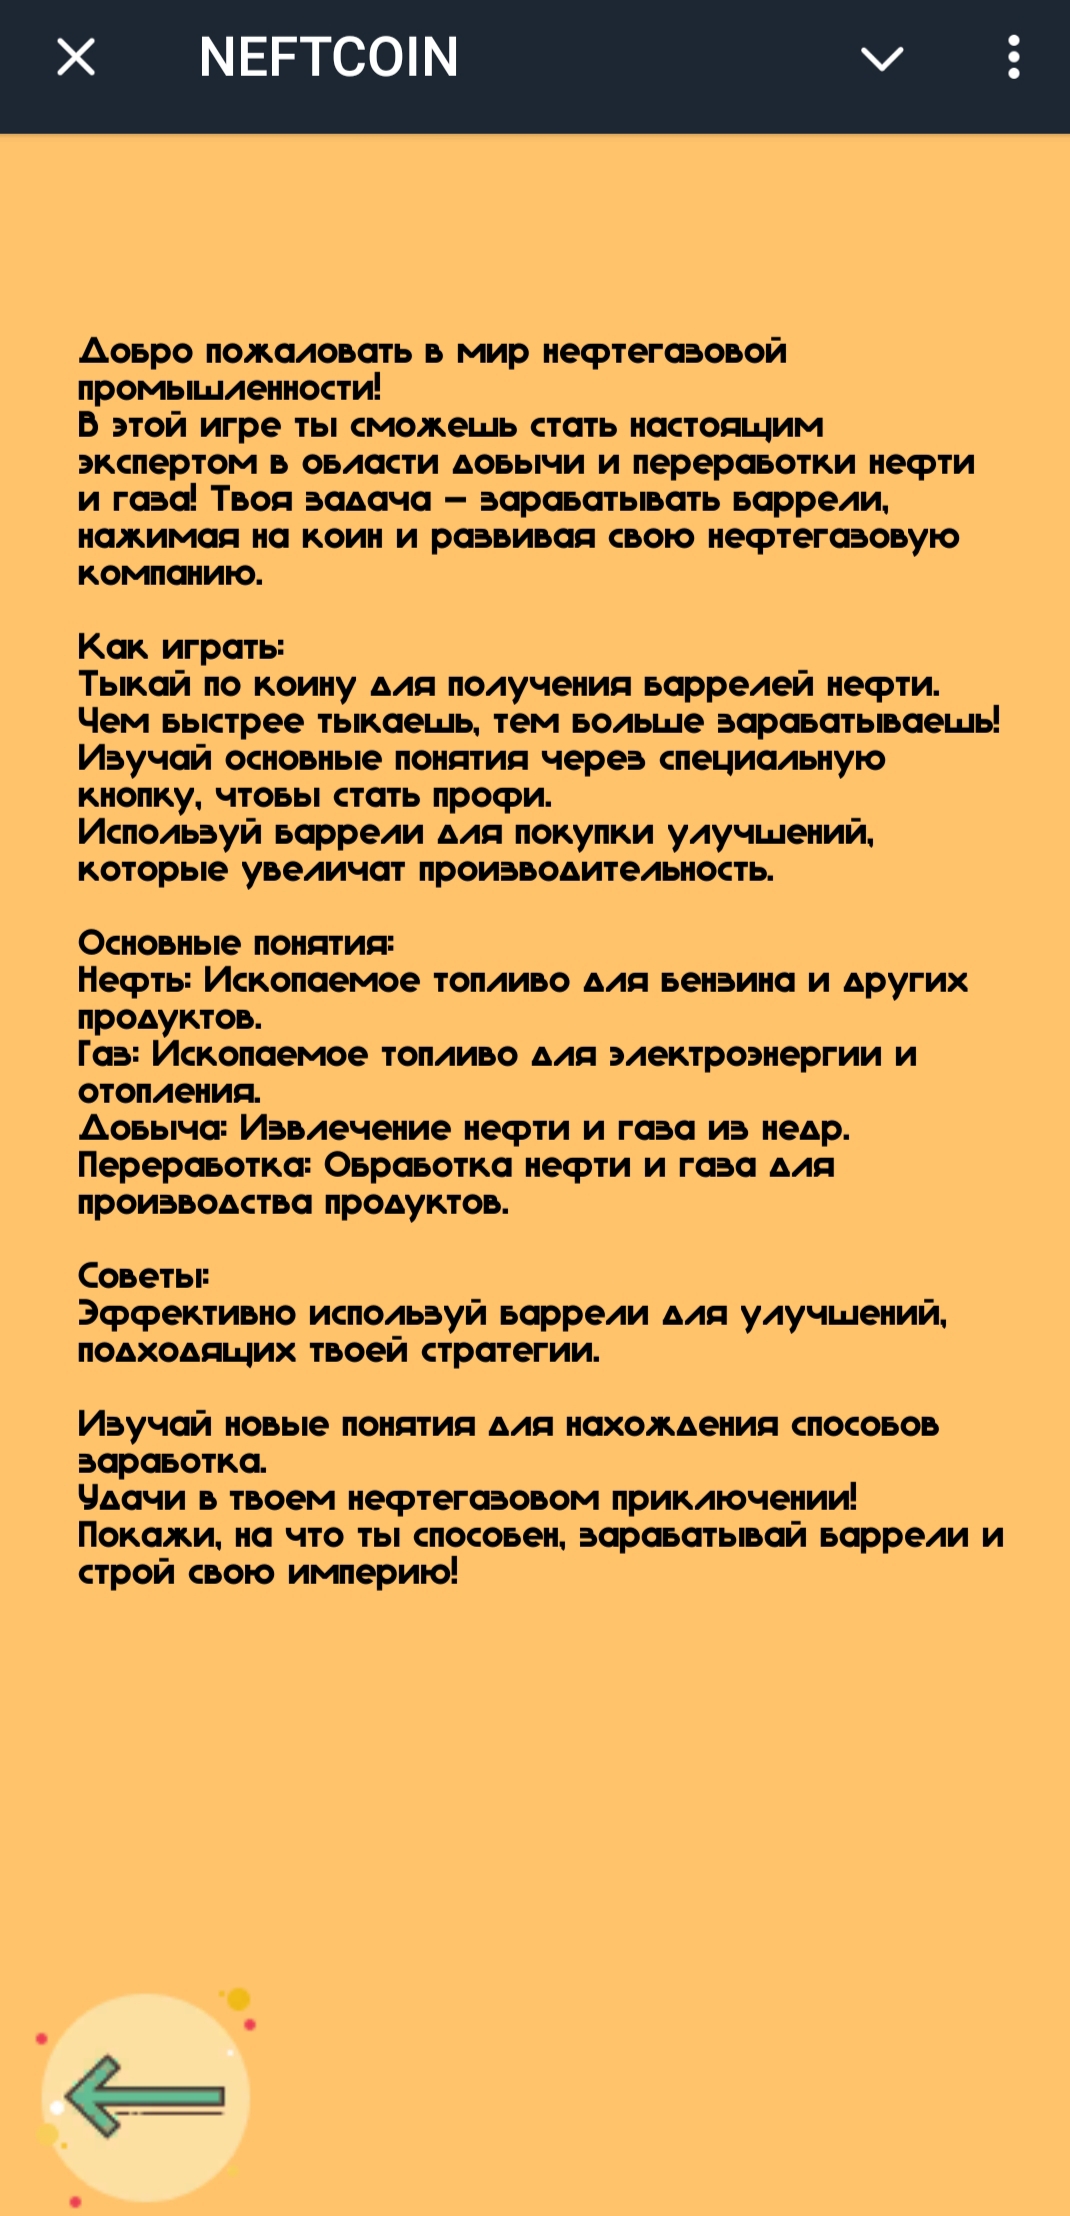 NEFTCOIN
Добро пожаловать в мир нефтегазовой
промышленности!
В этой игре ты сможешь стать настоящим
экспертом в области добычи и переработки нефти
и газа! Твоя задача – зарабатывать баррели,
нажимая на коин и развивая свою нефтегазовую
компанию.
Как играть:
Тыкай по коину для получения баррелей нефти.
Чем быстрее тыкаешь, тем больше зарабатываешь!
Изучай основные понятия через специальную
кнопку, чтобы стать профи.
Используй баррели для покупки улучшений,
которые увеличат производительность.
Основные понятия:
Нефть: Ископаемое топливо для бензина и других
продуктов.
Газ: Ископаемое топливо для электроэнергии и
отопления.
Добыча: Извлечение нефти и газа из недр.
Переработка: Обработка нефти и газа для
производства продуктов.
Советы:
Эффективно используй баррели для улучшений,
подходящих твоей стратегии.
Изучай новые понятия для нахождения способов
заработка.
Удачи в твоем нефтегазовом приключении!
Покажи, на что ты способен, зарабатывай баррели и
строй свою империю!